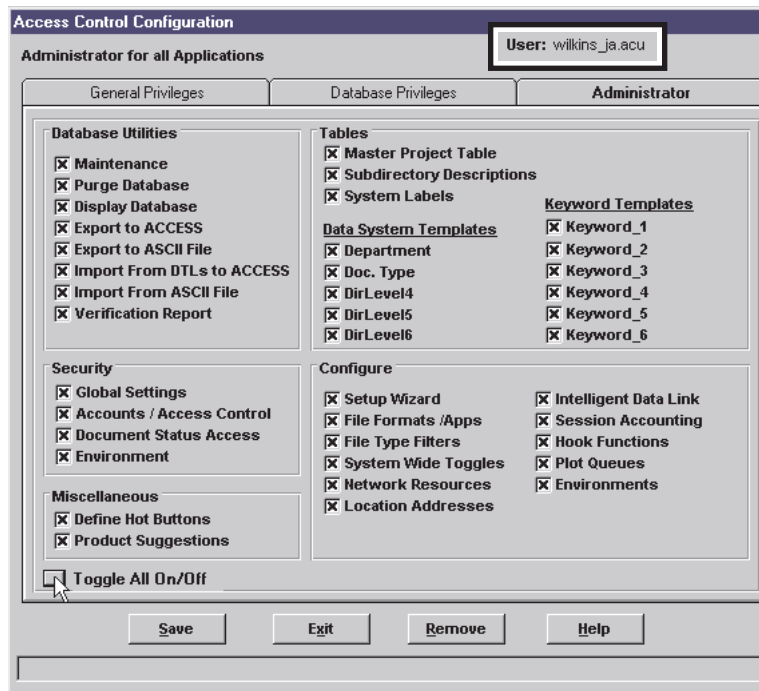 Access Control Configuration
Administrator for all Applications
User: wilkins_ja.acu
General Privileges
Database Privileges
Administrator
Database Utilities
Maintenance
Purge Database
Display Database
Export to ACCESS
Export to ASCII File
Import From DTLs to ACCESS
Import From ASCII File
Verification Report
Tables
Master Project Table
Subdirectory Descriptions
System Labels
Data System Templates
Department
Doc. Type
DirLevel4
DirLevel5
DirLevel6
Keyword Templates
Keyword_1
Keyword_2
Keyword_3
Keyword_4
Keyword_5
Keyword_6
Security
Global Settings
Accounts / Access Control
Document Status Access
Environment
Configure
Setup Wizard
File Formats /Apps
File Type Filters
System Wide Toggles
Network Resources
Location Addresses
Intelligent Data Link
Session Accounting
Hook Functions
Plot Queues
Environments
Miscellaneous
Define Hot Buttons
Product Suggestions
Toggle All On/Off
Save
Exit
Remove
Help